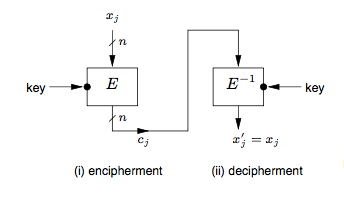 x_j
n
key E E^{-1} key
n
c_j x'_j = x_j
(i) encipherment (ii) decipherment